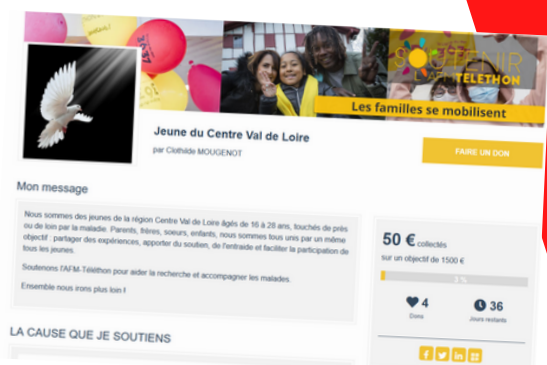 SOUTENIR
L'AFMTELETHON
Les familles se mobilisent
Jeune du Centre Val de Loire
par Clothilde MOUGENOT
FAIRE UN DON
Mon message
Nous sommes des jeunes de la région Centre Val de Loire âgés de 16 à 28 ans, touchés de près
ou de loin par la maladie. Parents, frères, soeurs, enfants, nous sommes tous unis par un même
objectif : partager des expériences, apporter du soutien, de l'entraide et faciliter la participation de
tous les jeunes.
Soutenons l'AFM-Téléthon pour aider la recherche et accompagner les malades.
Ensemble nous irons plus loin !
50 € collectés
sur un objectif de 1500 €
3 %
4
Dons
36
Jours restants
LA CAUSE QUE JE SOUTIENS